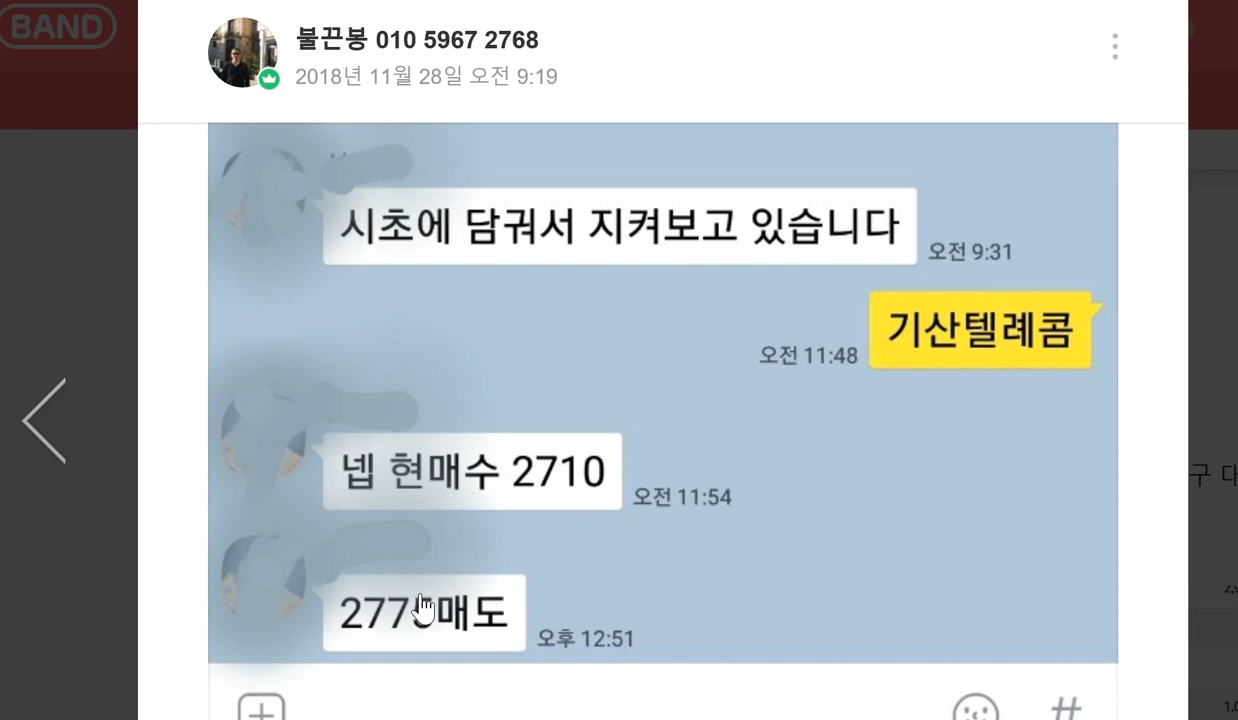 BAND
불끈봉 010 5967 2768
2018년 11월 28일 오전 9:19
시초에 담궈서 지켜보고 있습니다
오전 9:31
기산텔레콤
오전 11:48
넵 현매수 2710
오전 11:54
매도
오후 12:51
구 대